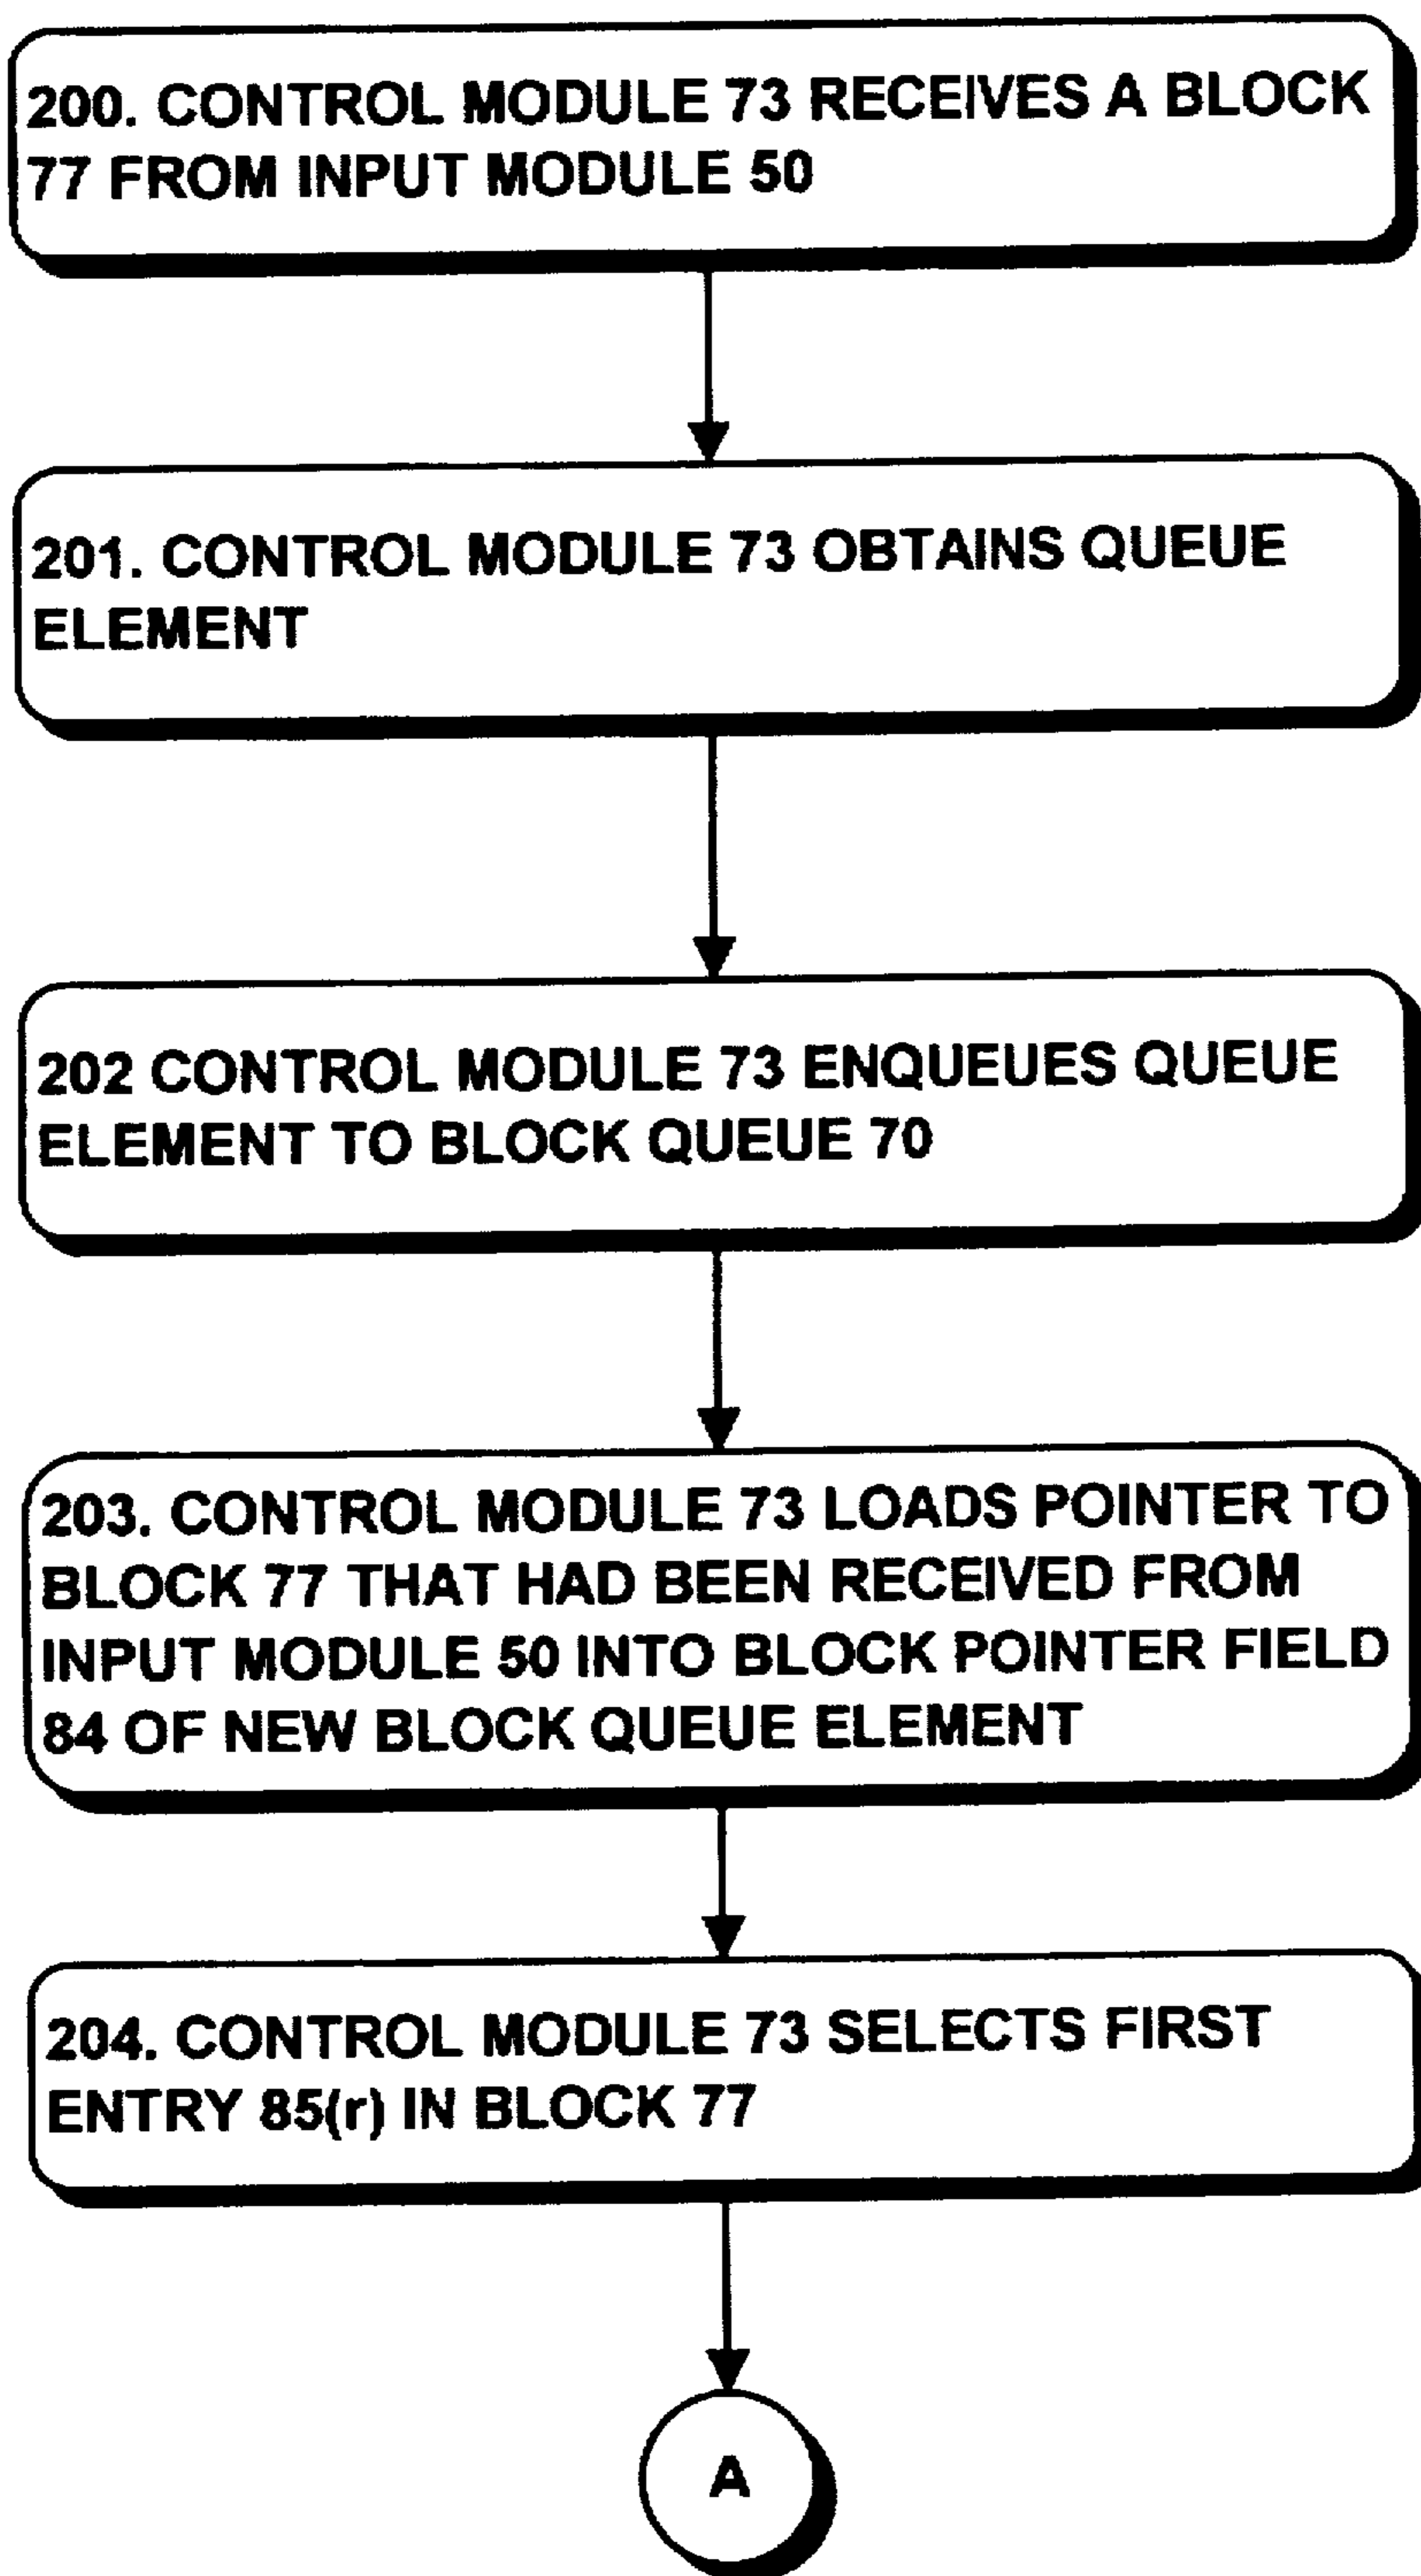 200. CONTROL MODULE 73 RECEIVES A BLOCK
77 FROM INPUT MODULE 50
201. CONTROL MODULE 73 OBTAINS QUEUE
ELEMENT
202 CONTROL MODULE 73 ENQUEUES QUEUE
ELEMENT TO BLOCK QUEUE 70
203. CONTROL MODULE 73 LOADS POINTER TO
BLOCK 77 THAT HAD BEEN RECEIVED FROM
INPUT MODULE 50 INTO BLOCK POINTER FIELD
84 OF NEW BLOCK QUEUE ELEMENT
204. CONTROL MODULE 73 SELECTS FIRST
ENTRY 85(r) IN BLOCK 77
A